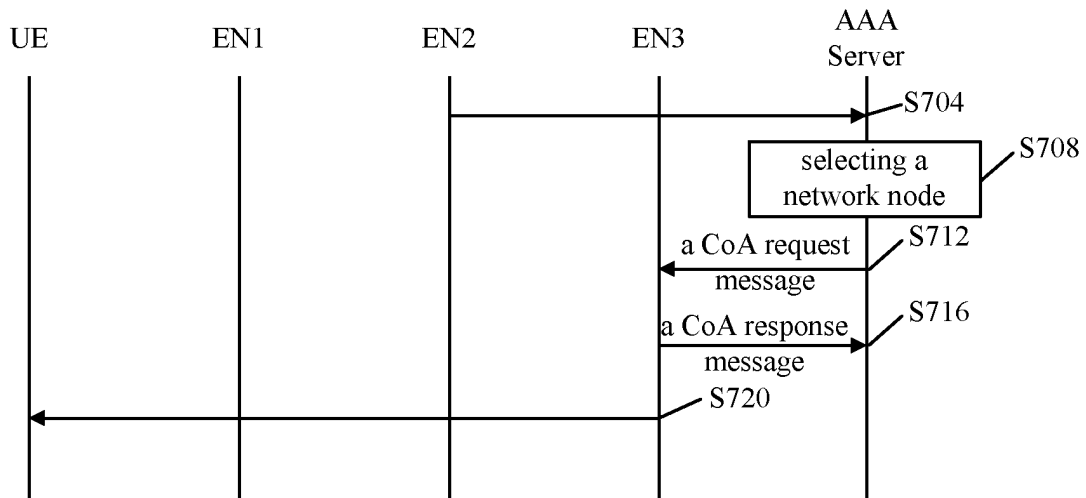 UE
EN1
EN2
EN3
AAA
Server
S704
selecting a
network node
S708
a CoA request
message
S712
a CoA response
message
S716
S720